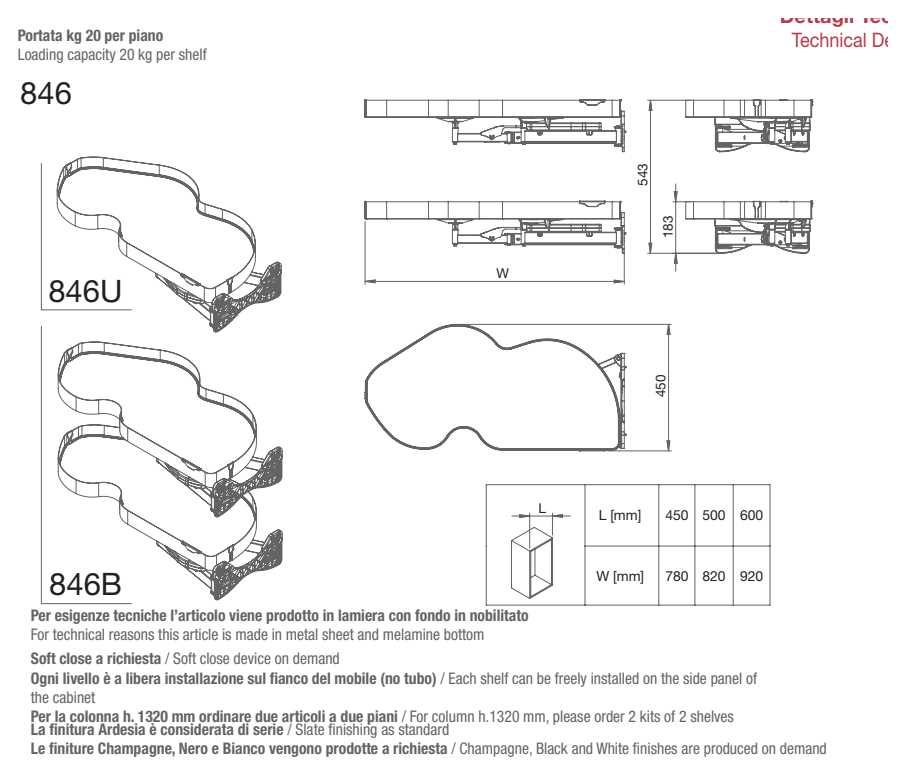 Portata kg 20 per piano
Loading capacity 20 kg per shelf
Technical
846
543
183
W
846U
450
L
L [mm] 450 500 600
W [mm] 780 820 920
846B
Per esigenze tecniche l'articolo viene prodotto in lamiera con fondo in nobilitato
For technical reasons this article is made in metal sheet and melamine bottom
Soft close a richiesta / Soft close device on demand
Ogni livello è a libera installazione sul fianco del mobile (no tubo) / Each shelf can be freely installed on the side panel of
the cabinet
Per la colonna h. 1320 mm ordinare due articoli a due piani / For column h.1320 mm, please order 2 kits of 2 shelves
La finitura Ardesia è considerata di serie / Slate finishing as standard
Le finiture Champagne, Nero e Bianco vengono prodotte a richiesta / Champagne, Black and White finishes are produced on demand